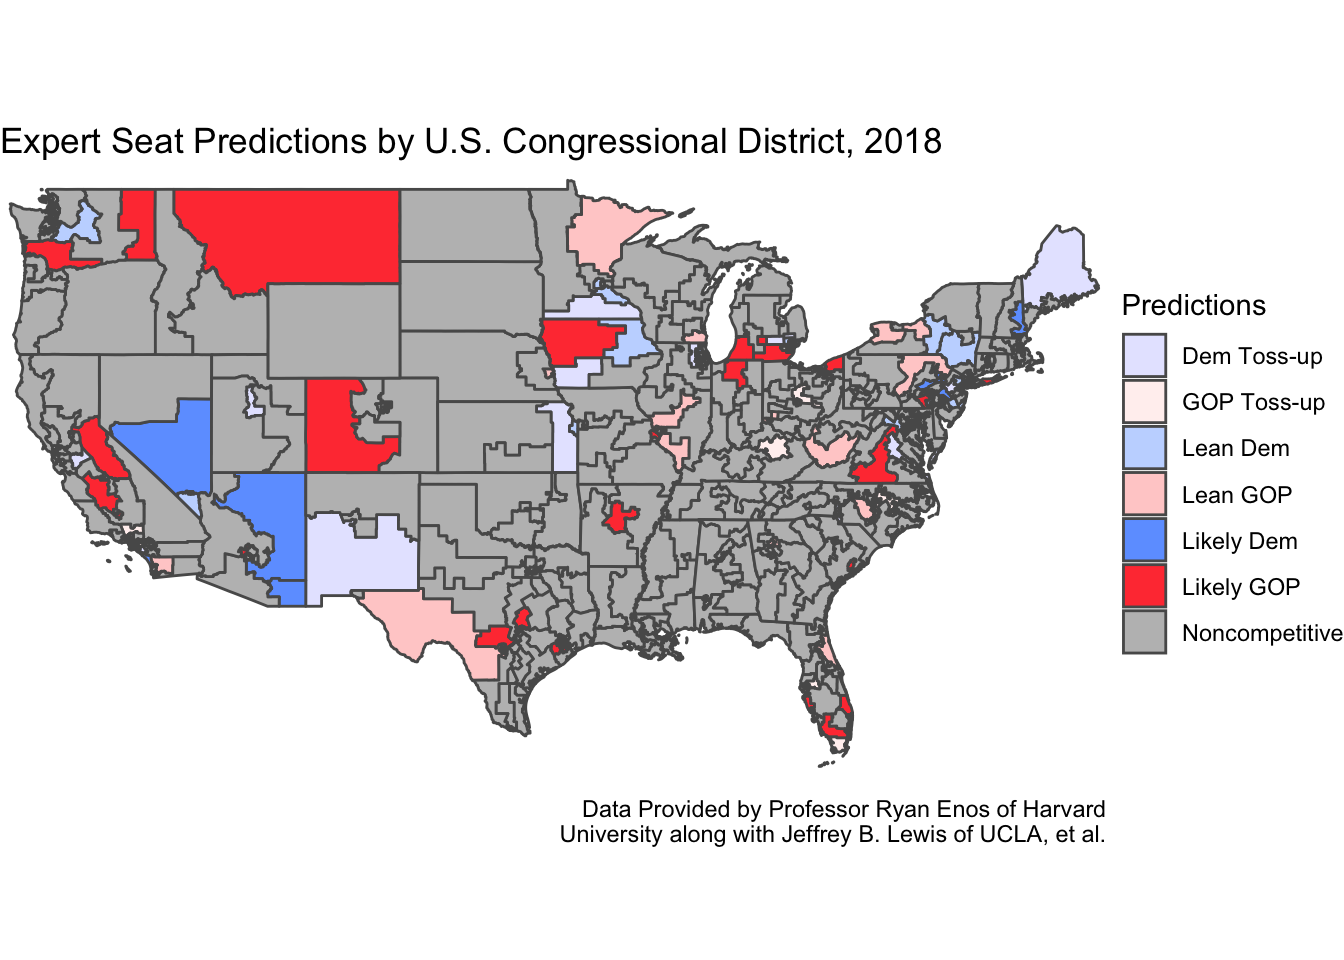 Expert Seat Predictions by U.S. Congressional District, 2018
Predictions
Dem Toss-up
GOP Toss-up
Lean Dem
Lean GOP
Likely Dem
Likely GOP
Noncompetitive
Data Provided by Professor Ryan Enos of Harvard
University along with Jeffrey B. Lewis of UCLA, et al.